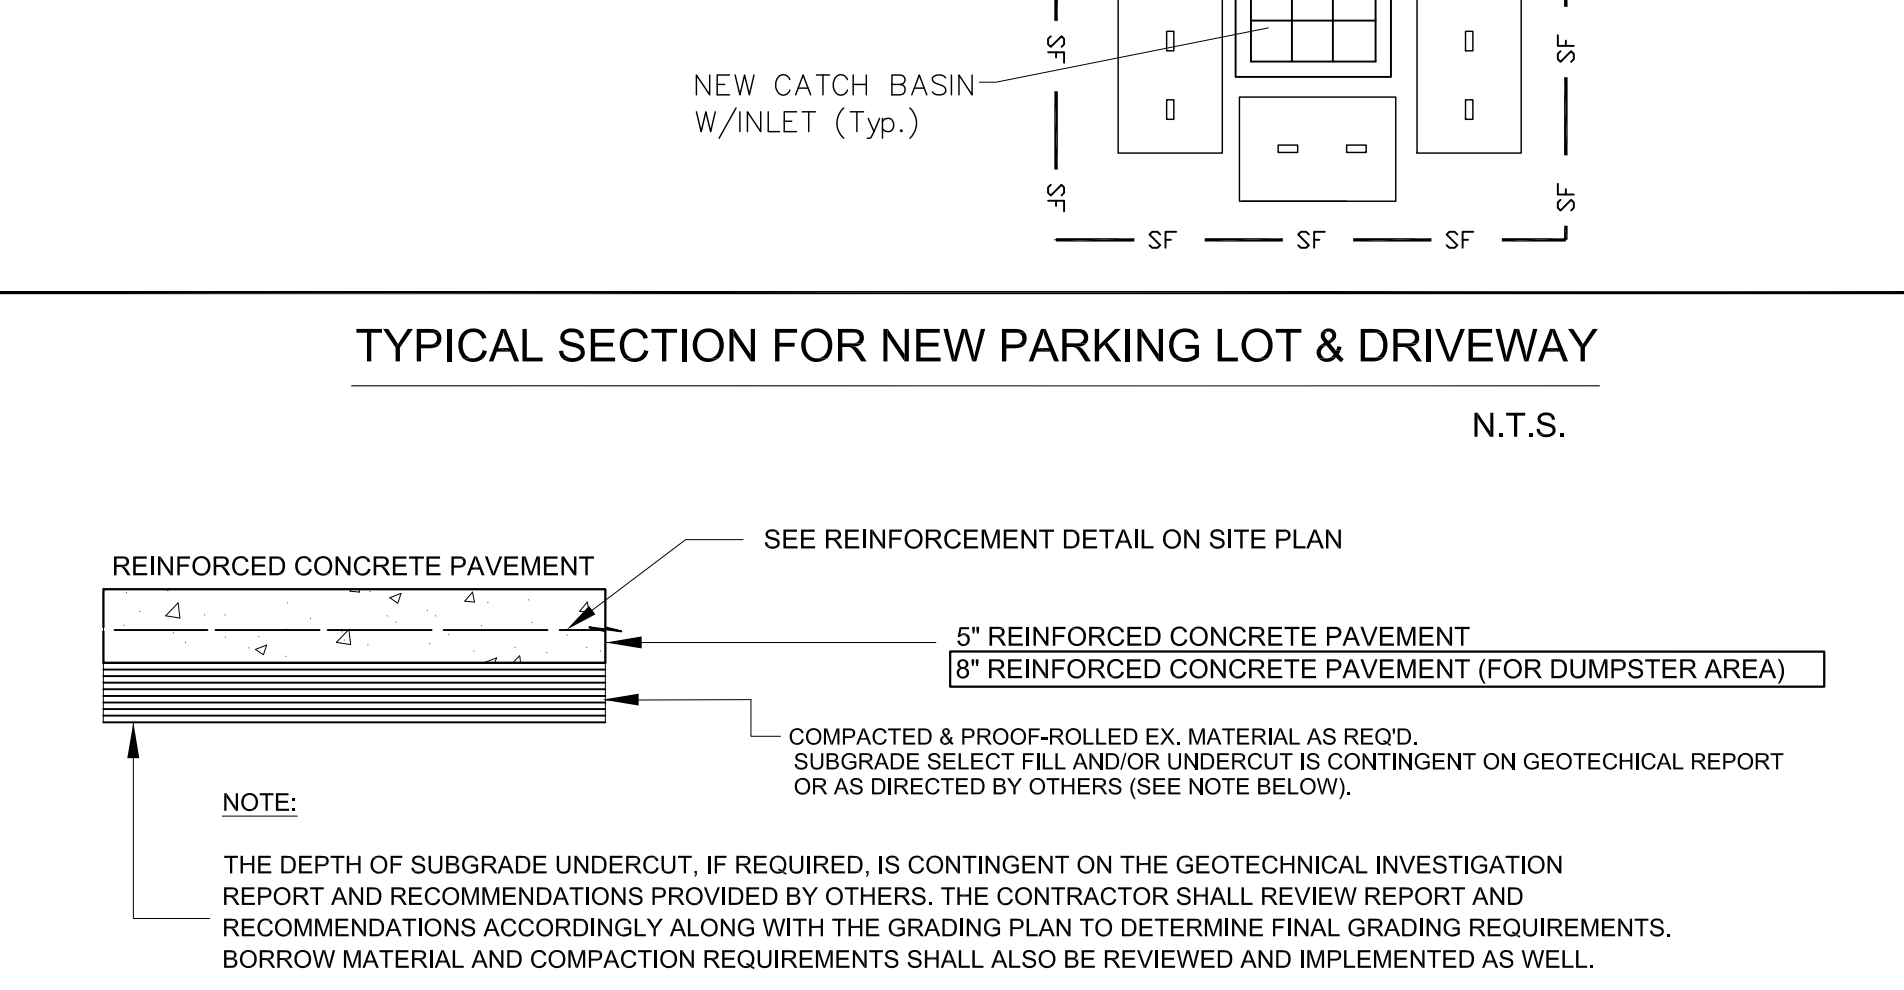 SF
SF
NEW CATCH BASIN
W/INLET (Typ.)
SF
SF
SF
SF
SF
TYPICAL SECTION FOR NEW PARKING LOT & DRIVEWAY
N.T.S.
SEE REINFORCEMENT DETAIL ON SITE PLAN
REINFORCED CONCRETE PAVEMENT
5" REINFORCED CONCRETE PAVEMENT
8" REINFORCED CONCRETE PAVEMENT (FOR DUMPSTER AREA)
COMPACTED & PROOF-ROLLED EX. MATERIAL AS REQ'D.
SUBGRADE SELECT FILL AND/OR UNDERCUT IS CONTINGENT ON GEOTECHICAL REPORT
OR AS DIRECTED BY OTHERS (SEE NOTE BELOW).
NOTE:
THE DEPTH OF SUBGRADE UNDERCUT, IF REQUIRED, IS CONTINGENT ON THE GEOTECHNICAL INVESTIGATION
REPORT AND RECOMMENDATIONS PROVIDED BY OTHERS. THE CONTRACTOR SHALL REVIEW REPORT AND
RECOMMENDATIONS ACCORDINGLY ALONG WITH THE GRADING PLAN TO DETERMINE FINAL GRADING REQUIREMENTS.
BORROW MATERIAL AND COMPACTION REQUIREMENTS SHALL ALSO BE REVIEWED AND IMPLEMENTED AS WELL.